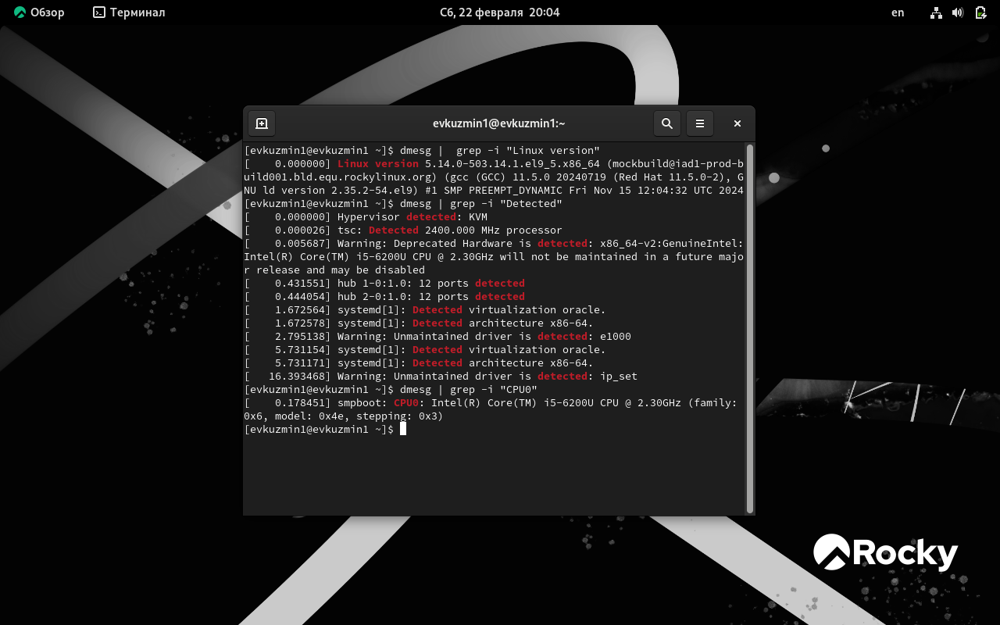 Обзор Терминал Сб, 22 февраля 20:04 en
evkuzmin1@evkuzmin1:~
[evkuzmin1@evkuzmin1 ~]$ dmesg |  grep -i "Linux version"
[    0.000000] Linux version 5.14.0-503.14.1.el9_5.x86_64 (mockbuild@iad1-prod-b
uild001.bld.equ.rockylinux.org) (gcc (GCC) 11.5.0 20240719 (Red Hat 11.5.0-2), G
NU ld version 2.35.2-54.el9) #1 SMP PREEMPT_DYNAMIC Fri Nov 15 12:04:32 UTC 2024
[evkuzmin1@evkuzmin1 ~]$ dmesg | grep -i "Detected"
[    0.000000] Hypervisor detected: KVM
[    0.000026] tsc: Detected 2400.000 MHz processor
[    0.005687] Warning: Deprecated Hardware is detected: x86_64-v2:GenuineIntel:
Intel(R) Core(TM) i5-6200U CPU @ 2.30GHz will not be maintained in a future majo
r release and may be disabled
[    0.431551] hub 1-0:1.0: 12 ports detected
[    0.444054] hub 2-0:1.0: 12 ports detected
[    1.672564] systemd[1]: Detected virtualization oracle.
[    1.672578] systemd[1]: Detected architecture x86-64.
[    2.795138] Warning: Unmaintained driver is detected: e1000
[    5.731154] systemd[1]: Detected virtualization oracle.
[    5.731171] systemd[1]: Detected architecture x86-64.
[   16.393468] Warning: Unmaintained driver is detected: ip_set
[evkuzmin1@evkuzmin1 ~]$ dmesg | grep -i "CPU0"
[    0.178451] smpboot: CPU0: Intel(R) Core(TM) i5-6200U CPU @ 2.30GHz (family:
0x6, model: 0x4e, stepping: 0x3)
[evkuzmin1@evkuzmin1 ~]$
Rocky